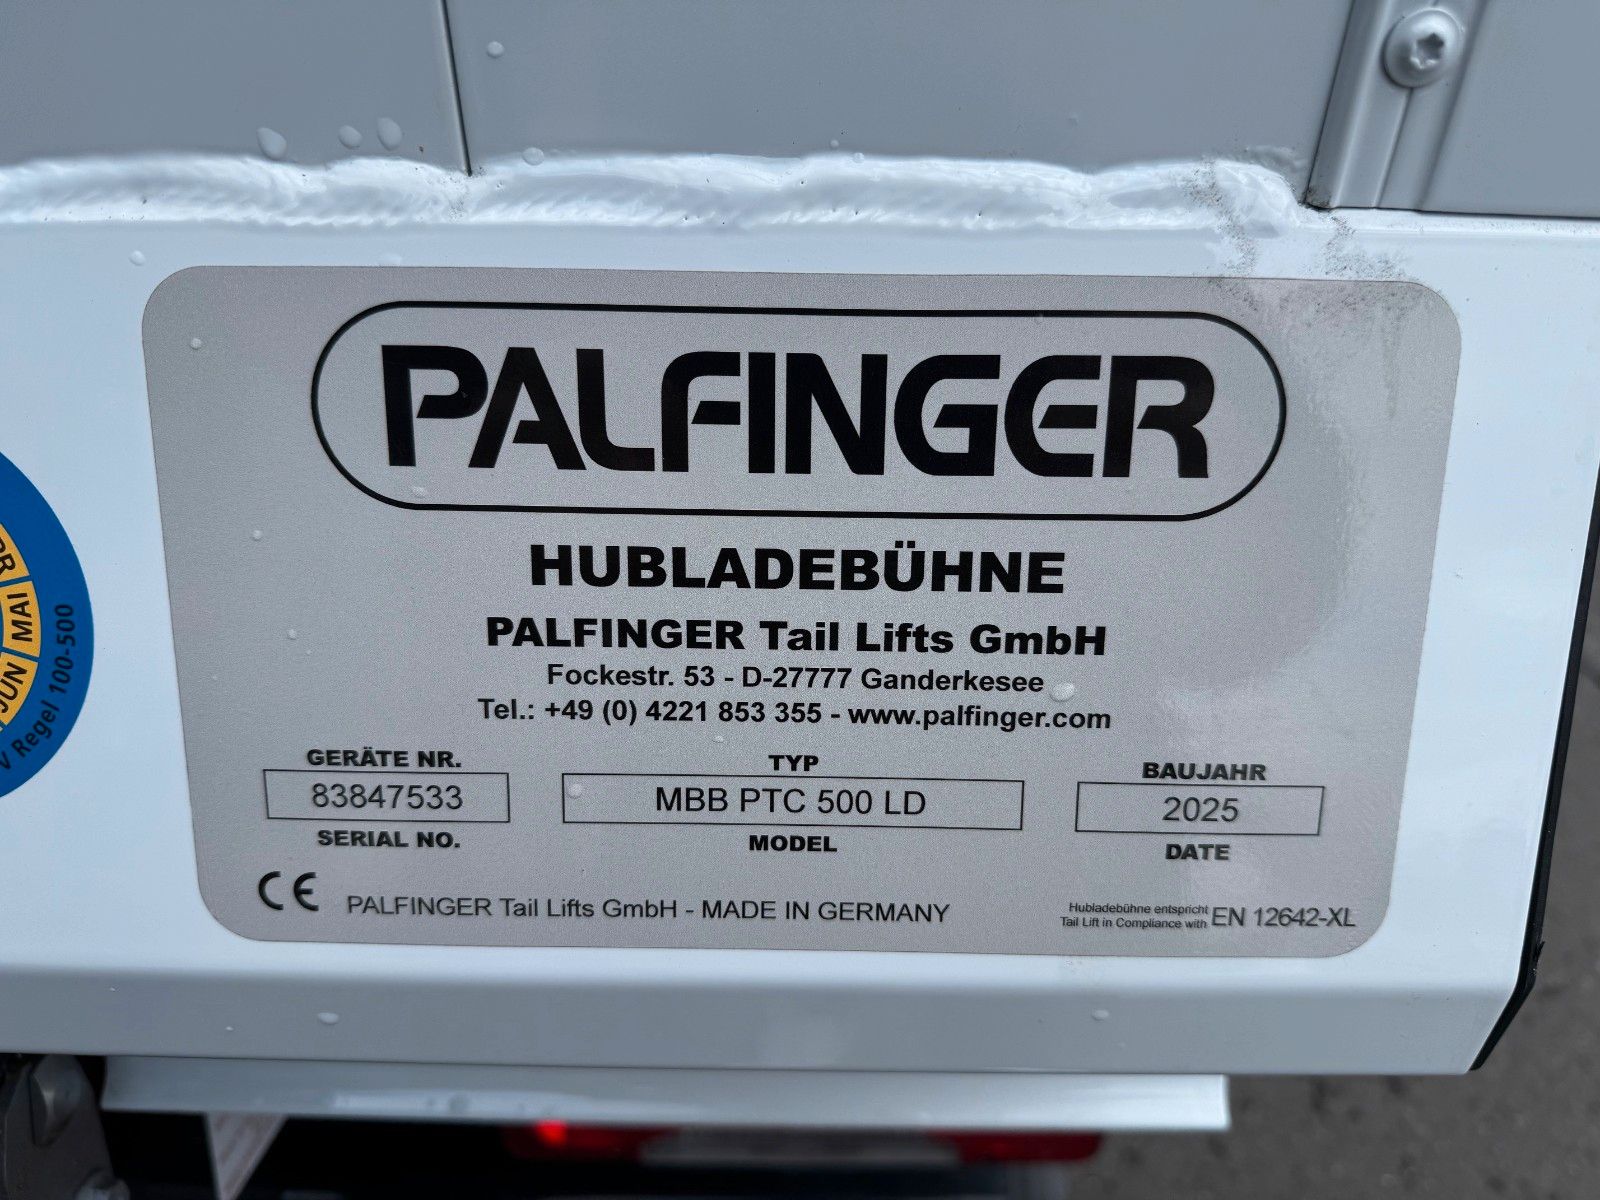 PALFINGER
HUBLADEBÜHNE
PALFINGER Tail Lifts GmbH
Fockestr. 53 - D-27777 Ganderkesee
Tel.: +49 (0) 4221 853 355 - www.palfinger.com
GERÄTE NR. TYP BAUJAHR
83847533 MBB PTC 500 LD 2025
SERIAL NO. MODEL DATE
CE PALFINGER Tail Lifts GmbH - MADE IN GERMANY
Hubladebühne entspricht
Tail Lift in Compliance with EN 12642-XL
MAI
JUN
Regel 100-500